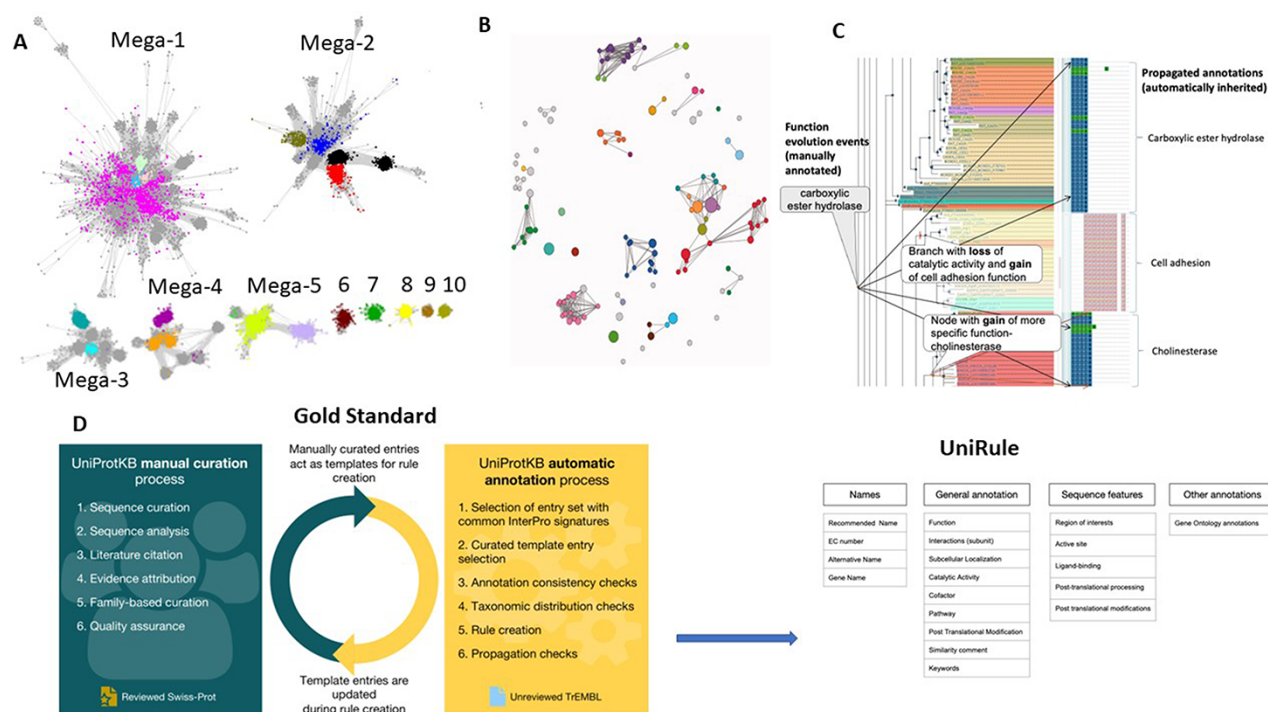 A
Mega-1
Mega-2
Mega-4
Mega-5
6
7
8
9
10
Mega-3
B
C
Function
evolution events
(manually
annotated)
carboxylic
ester hydrolase
Branch with loss of
catalytic activity and gain
of cell adhesion function
Node with gain of more
specific function-
cholinesterase
Propagated annotations
(automatically inherited)
Carboxylic ester hydrolase
Cell adhesion
Cholinesterase
D
Gold Standard
UniProtKB manual curation
process
1. Sequence curation
2. Sequence analysis
3. Literature citation
4. Evidence attribution
5. Family-based curation
6. Quality assurance
Reviewed Swiss-Prot
Manually curated entries
act as templates for rule
creation
Template entries are
updated
during rule creation
UniProtKB automatic
annotation process
1. Selection of entry set with
common InterPro signatures
2. Curated template entry
selection
3. Annotation consistency checks
4. Taxonomic distribution checks
5. Rule creation
6. Propagation checks
Unreviewed TrEMBL
UniRule
Names
Recommended Name
EC number
Alternative Name
Gene Name
General annotation
Function
Interactions (subunit)
Subcellular Localization
Catalytic Activity
Cofactor
Pathway
Post Translational Modification
Similarity comment
Keywords
Sequence features
Region of interests
Active site
Ligand-binding
Post-translational processing
Post translational modifications
Other annotations
Gene Ontology annotations